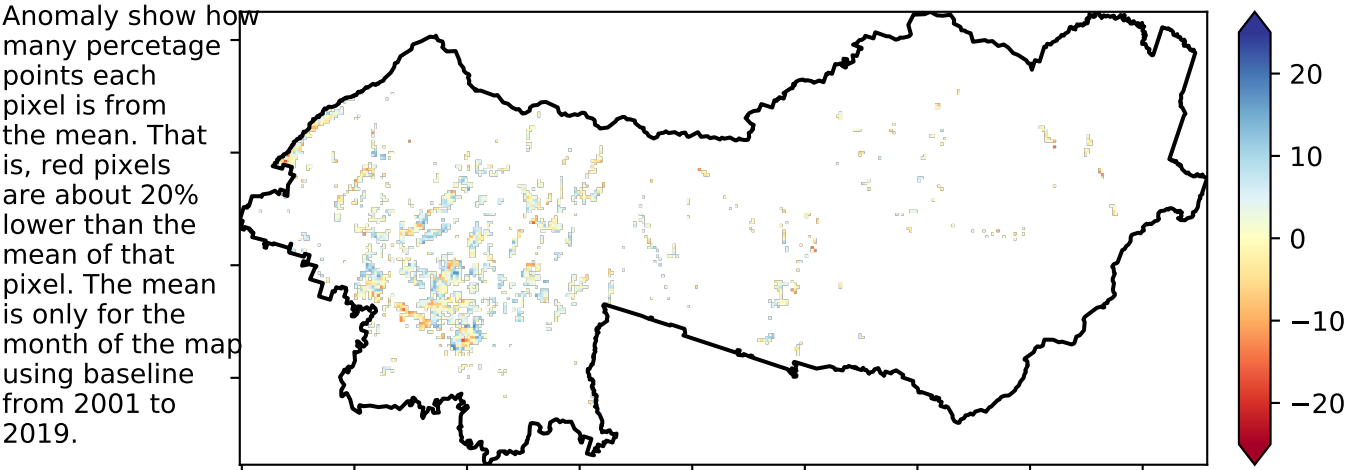 Anomaly show how
many percetage
points each
pixel is from
the mean. That
is, red pixels
are about 20%
lower than the
mean of that
pixel. The mean
is only for the
month of the map
using baseline
from 2001 to
2019.
20
10
0
−10
−20